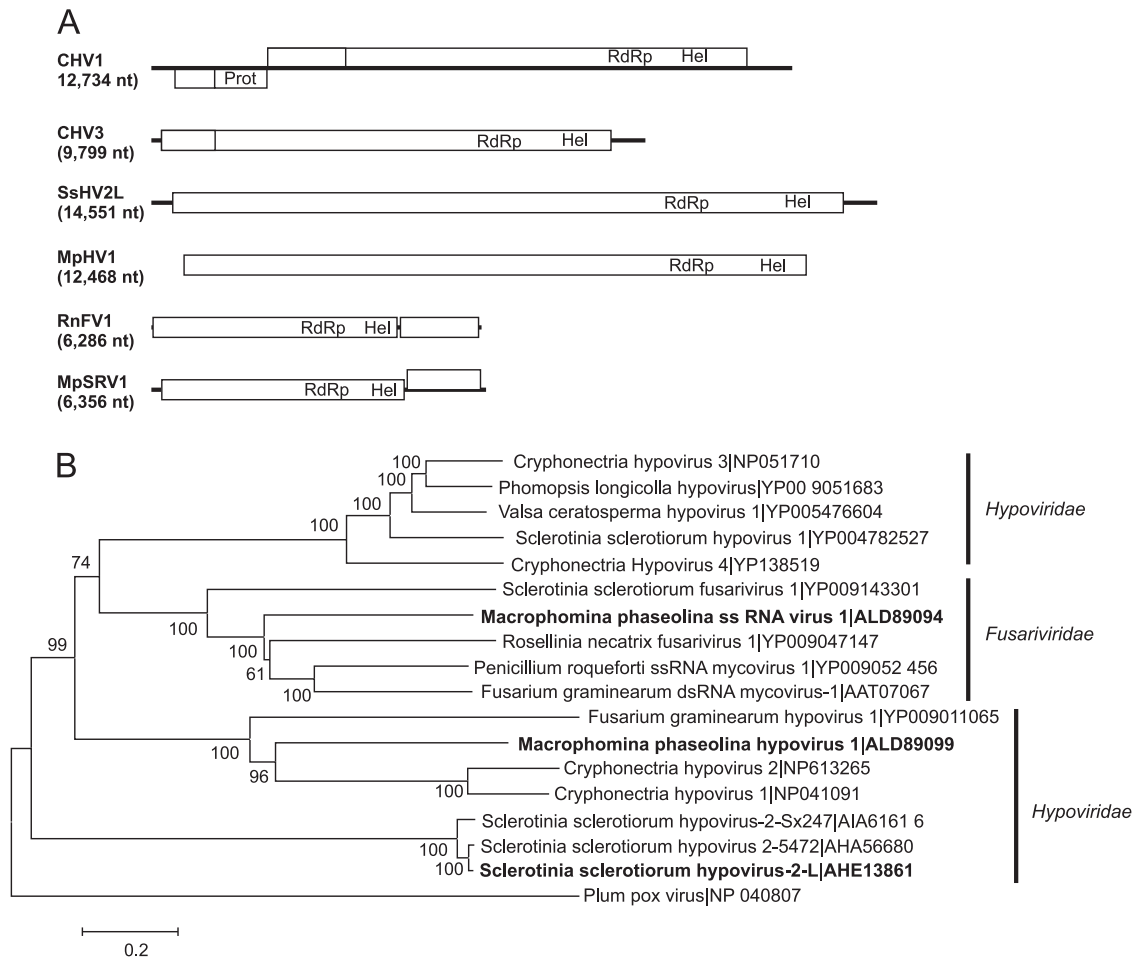 A
CHV1
12,734 nt)
RdRp Hel
Prot
CHV3
(9,799 nt)
RdRp Hel
SsHV2L
(14,551 nt)
RdRp Hel
MpHV1
(12,468 nt)
RdRp Hel
RnFV1
(6,286 nt)
RdRp Hel
MpSRV1
(6,356 nt)
RdRp Hel
B
100 Cryphonectria hypovirus 3|NP051710
100 Phomopsis longicolla hypovirus|YP00 9051683
100 Valsa ceratosperma hypovirus 1|YP005476604
Hypoviridae
100 Sclerotinia sclerotiorum hypovirus 1|YP004782527
74 Cryphonectria Hypovirus 4|YP138519
Sclerotinia sclerotiorum fusarivirus 1|YP009143301
100 Macrophomina phaseolina ss RNA virus 1|ALD89094
Fusariviridae
99 100 Rosellinia necatrix fusarivirus 1|YP009047147
61 Penicillium roqueforti ssRNA mycovirus 1|YP009052 456
100 Fusarium graminearum dsRNA mycovirus-1|AAT07067
Fusarium graminearum hypovirus 1|YP009011065
100 Macrophomina phaseolina hypovirus 1|ALD89099
96 Cryphonectria hypovirus 2|NP613265
100 Cryphonectria hypovirus 1|NP041091
Hypoviridae
Sclerotinia sclerotiorum hypovirus-2-Sx247|AIA6161 6
100 Sclerotinia sclerotiorum hypovirus 2-5472|AHA56680
100 Sclerotinia sclerotiorum hypovirus-2-L|AHE13861
Plum pox virus|NP 040807
0.2